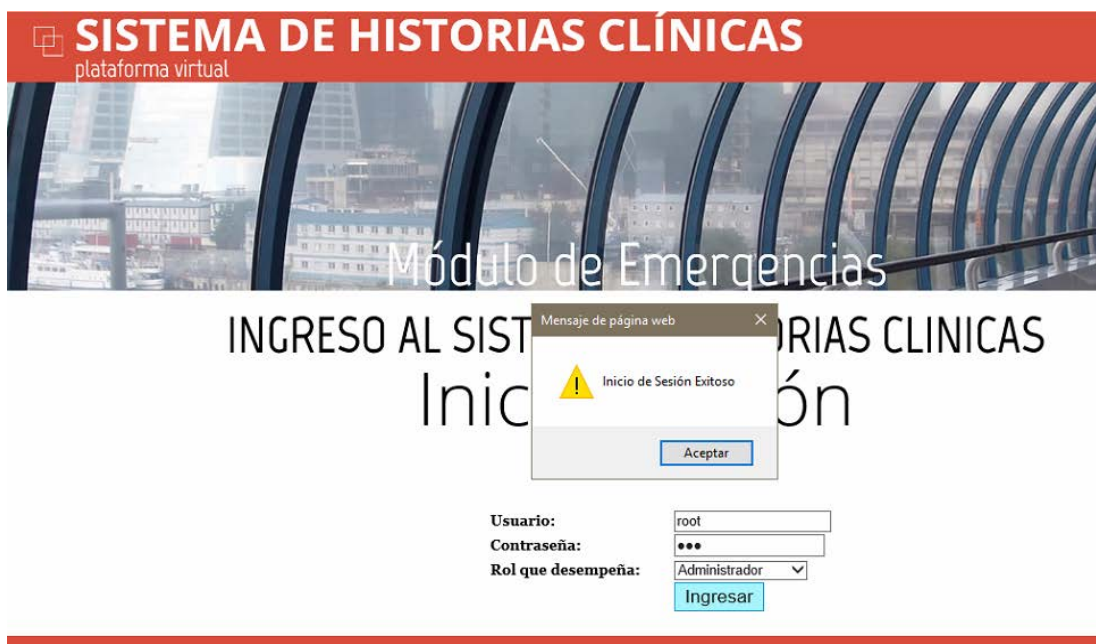 SISTEMA DE HISTORIAS CLÍNICAS
plataforma virtual
Módulo de Emergencias
INGRESO AL SIST ORIAS CLINICAS
Mensaje de página web
Inicio de Sesión Exitoso
Inic ón
Aceptar
Usuario: root
Contraseña: •••
Rol que desempeña: Administrador
Ingresar